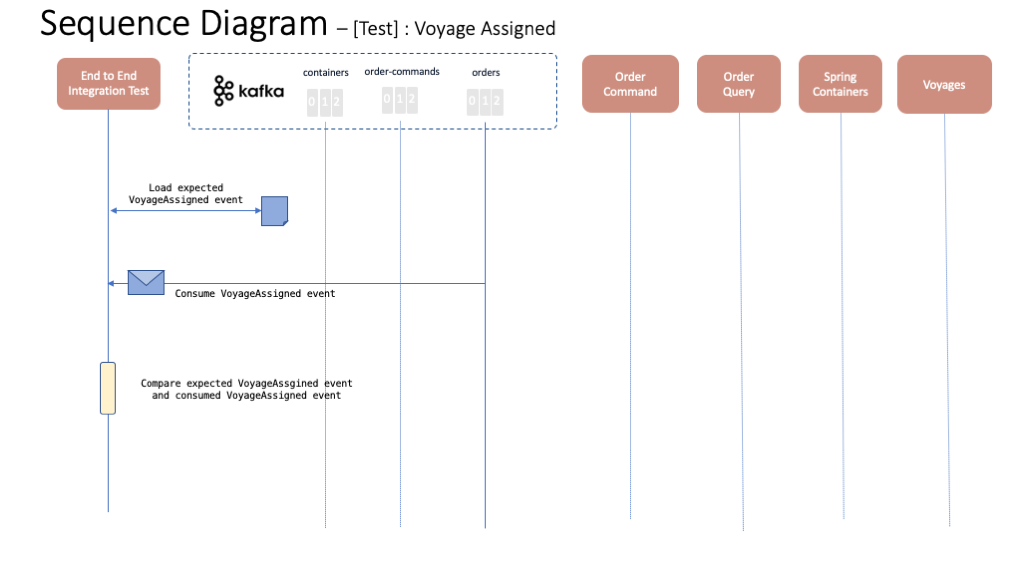 Sequence Diagram – [Test] : Voyage Assigned
End to End
Integration Test
kafka
containers
0 1 2
order-commands
0 1 2
orders
0 1 2
Order
Command
Order
Query
Spring
Containers
Voyages
Load expected
VoyageAssigned event
Consume VoyageAssigned event
Compare expected VoyageAssgined event
and consumed VoyageAssigned event